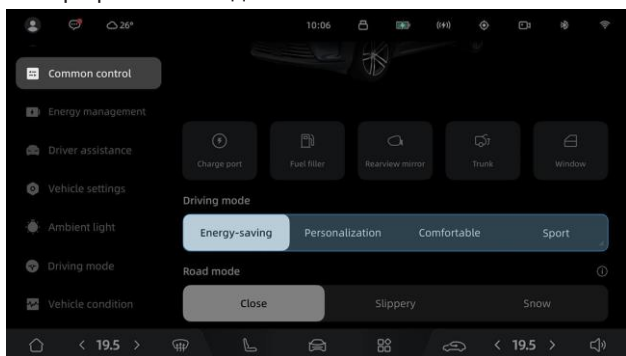 26° 10:06
Common control
Energy management
Driver assistance
Charge port Fuel filler Rearview mirror Trunk Window
Vehicle settings
Driving mode
Ambient light
Energy-saving Personalization Comfortable Sport
Driving mode
Road mode
Vehicle condition
Close Slippery Snow
< 19.5 > < 19.5 >